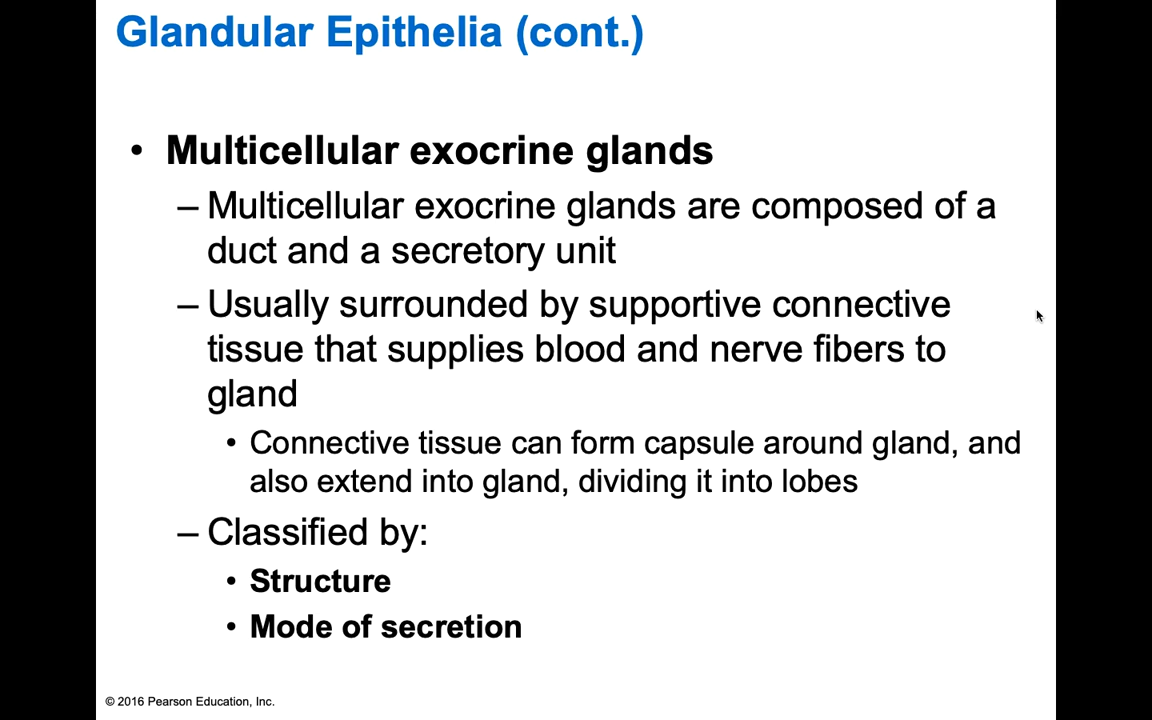 Glandular Epithelia (cont.)
• Multicellular exocrine glands
– Multicellular exocrine glands are composed of a
duct and a secretory unit
– Usually surrounded by supportive connective
tissue that supplies blood and nerve fibers to
gland
• Connective tissue can form capsule around gland, and
also extend into gland, dividing it into lobes
– Classified by:
• Structure
• Mode of secretion
© 2016 Pearson Education, Inc.